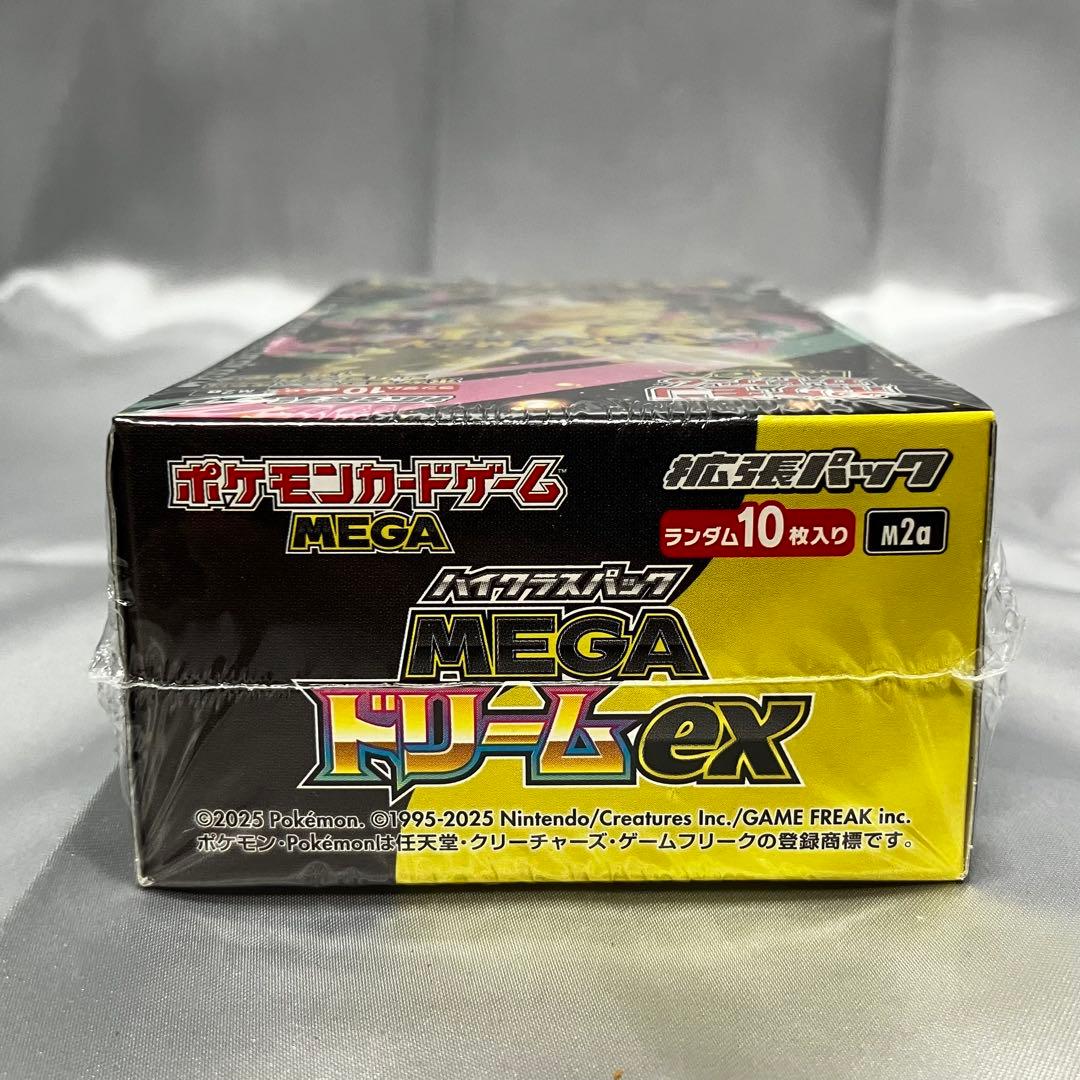 ポケモンカードゲーム™
MEGA
拡張パック
ランダム10枚入り M2a
ハイクラスパック
MEGA
ドリームex
©2025 Pokémon. ©1995-2025 Nintendo/Creatures Inc./GAME FREAK inc.
ポケモン・Pokémonは任天堂・クリーチャーズ・ゲームフリークの登録商標です。